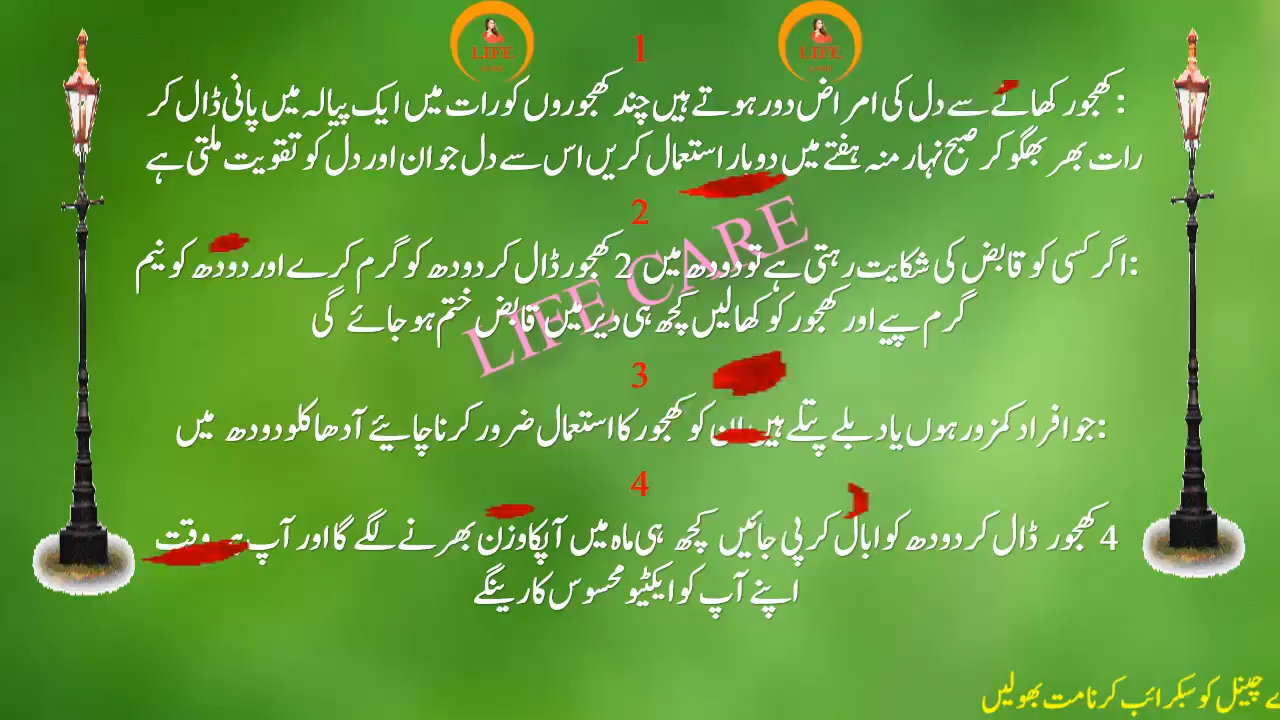 LIFE LIFE
1
: کھجور کھانے سے دل کی امراض دور ہوتے ہیں چند کھجوروں کو رات میں ایک پیالہ میں پانی ڈال کر
رات بھر بھگو کر صبح نہار منہ ہفتے میں دو بار استعمال کریں اس سے دل جوان اور دل کو تقویت ملتی ہے
2
: اگر کسی کو قابض کی شکایت رہتی ہے تو دودھ میں 2 کھجور ڈال کر دودھ کو گرم کرے اور دودھ کو نیم
گرم پیے اور کھجور کو کھالیں کچھ ہی دیر میں قابض ختم ہو جائے گی
LIFE CARE
3
: جو افراد کمزور ہوں یا دبلے پتلے ہیں ان کو کھجور کا استعمال ضرور کرنا چاہیئے آدھا کلو دودھ میں
4
4 کھجور ڈال کر دودھ کو ابال کر پی جائیں کچھ ہی ماہ میں آپکا وزن بھرنے لگے گا اور آپ ہر وقت
اپنے آپ کو ایکٹیو محسوس کارینگے
چینل کو سبکرائب کرنا مت بھولیں